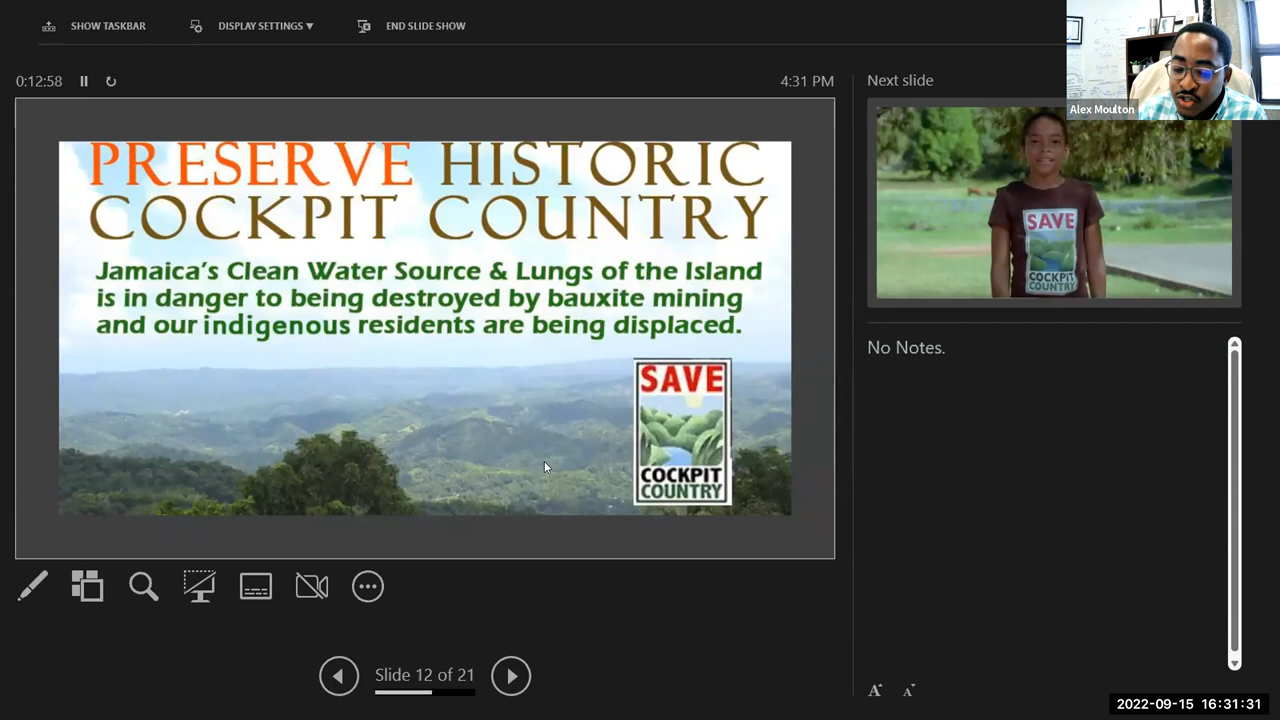 SHOW TASKBAR
DISPLAY SETTINGS ▼
END SLIDE SHOW
0:12:58
4:31 PM
PRESERVE HISTORIC
COCKPIT COUNTRY
Jamaica's Clean Water Source & Lungs of the Island
is in danger to being destroyed by bauxite mining
and our indigenous residents are being displaced.
SAVE
COCKPIT
COUNTRY
Slide 12 of 21
Next slide
SAVE
COCKPIT
COUNTRY
No Notes.
A A
Alex Moulton
2022-09-15 16:31:31